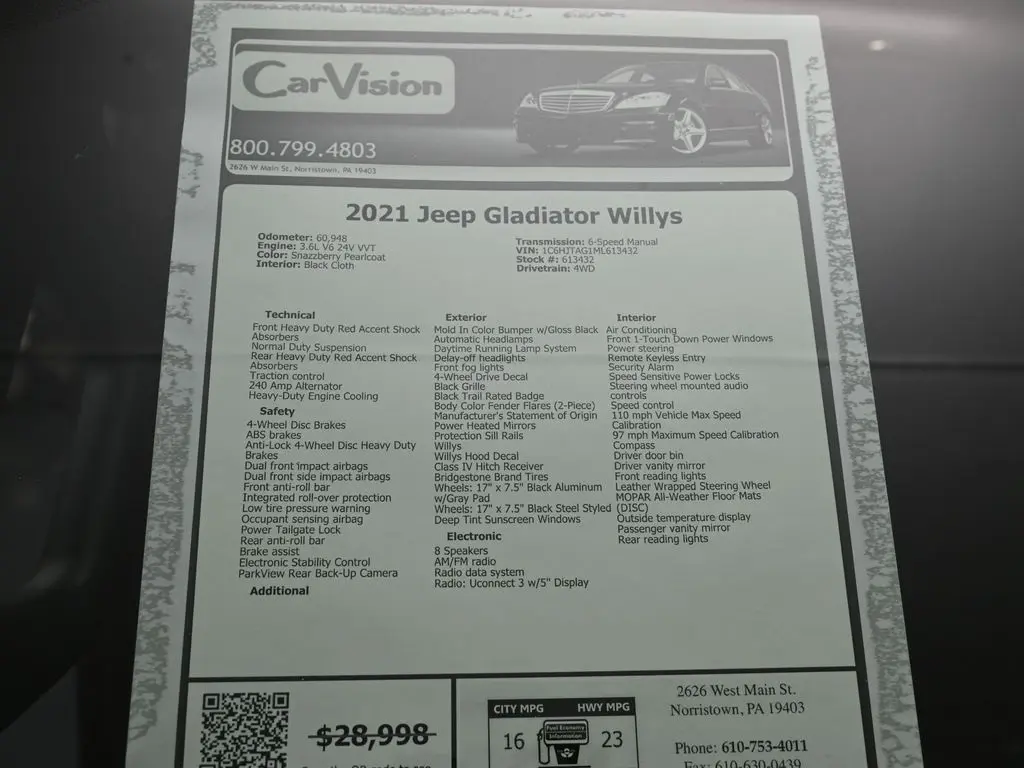 CarVision
800.799.4803
2626 W Main St, Norristown, PA 19403
2021 Jeep Gladiator Willys
Odometer: 60,948
Engine: 3.6L V6 24V VVT
Color: Snazzberry Pearlcoat
Interior: Black Cloth
Transmission: 6-Speed Manual
VIN: 1C6HJTAG1ML613432
Stock #: 613432
Drivetrain: 4WD
Technical
Front Heavy Duty Red Accent Shock
Absorbers
Normal Duty Suspension
Rear Heavy Duty Red Accent Shock
Absorbers
Traction control
240 Amp Alternator
Heavy-Duty Engine Cooling
Safety
4-Wheel Disc Brakes
ABS brakes
Anti-Lock 4-Wheel Disc Heavy Duty
Brakes
Dual front impact airbags
Dual front side impact airbags
Front anti-roll bar
Integrated roll-over protection
Low tire pressure warning
Occupant sensing airbag
Power Tailgate Lock
Rear anti-roll bar
Brake assist
Electronic Stability Control
ParkView Rear Back-Up Camera
Additional
Exterior
Mold In Color Bumper w/Gloss Black
Automatic Headlamps
Daytime Running Lamp System
Delay-off headlights
Front fog lights
4-Wheel Drive Decal
Black Grille
Black Trail Rated Badge
Body Color Fender Flares (2-Piece)
Manufacturer's Statement of Origin
Power Heated Mirrors
Protection Sill Rails
Willys
Willys Hood Decal
Class IV Hitch Receiver
Bridgestone Brand Tires
Wheels: 17" x 7.5" Black Aluminum
w/Gray Pad
Wheels: 17" x 7.5" Black Steel Styled
Deep Tint Sunscreen Windows
Electronic
8 Speakers
AM/FM radio
Radio data system
Radio: Uconnect 3 w/5" Display
Interior
Air Conditioning
Front 1-Touch Down Power Windows
Power steering
Remote Keyless Entry
Security Alarm
Speed Sensitive Power Locks
Steering wheel mounted audio
controls
Speed control
110 mph Vehicle Max Speed
Calibration
97 mph Maximum Speed Calibration
Compass
Driver door bin
Driver vanity mirror
Front reading lights
Leather Wrapped Steering Wheel
MOPAR All-Weather Floor Mats
(DISC)
Outside temperature display
Passenger vanity mirror
Rear reading lights
$28,998
CITY MPG
HWY MPG
16
Fuel Economy
Information
23
2626 West Main St.
Norristown, PA 19403
Phone: 610-753-4011
Fax: 610-630-0439